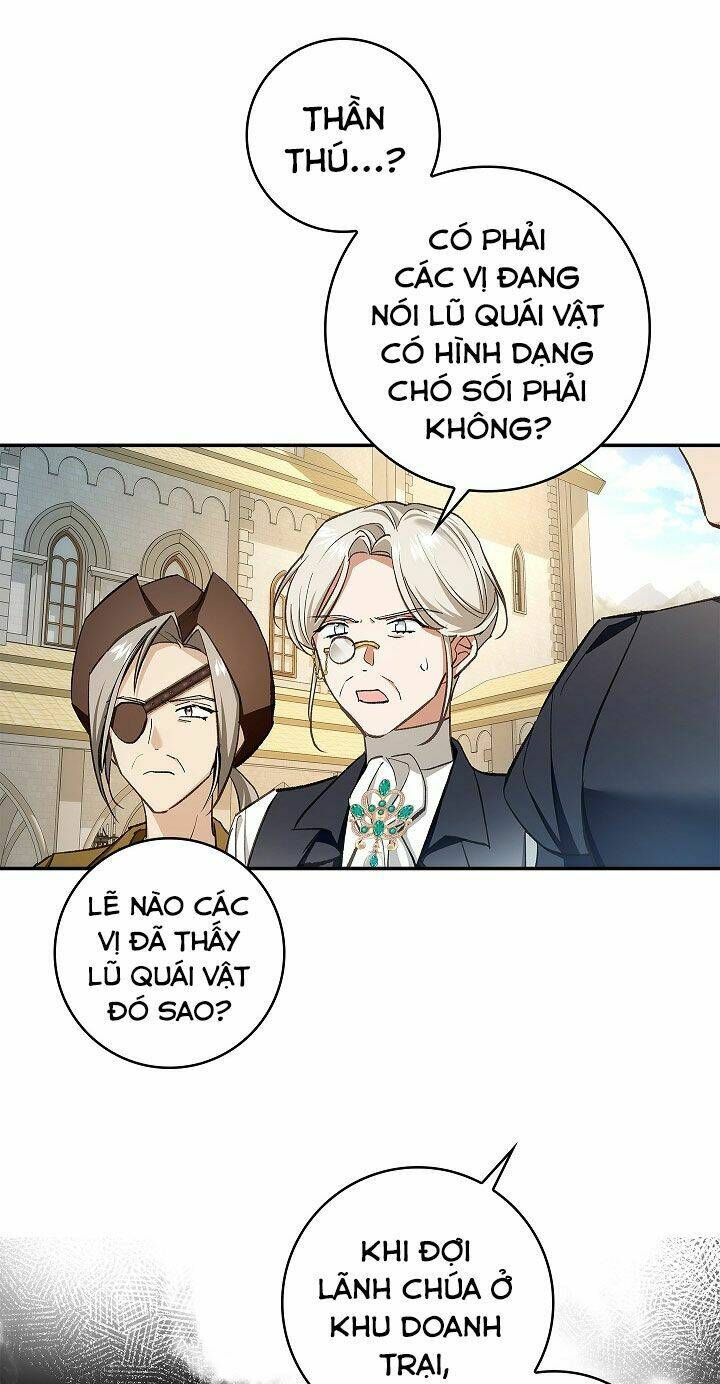 THẦN
THÚ...?
CÓ PHẢI
CÁC VỊ ĐANG
NÓI LŨ QUÁI VẬT
CÓ HÌNH DẠNG
CHÓ SÓI PHẢI
KHÔNG?
LẼ NÀO CÁC
VỊ ĐÃ THẤY
LŨ QUÁI VẬT
ĐÓ SAO?
KHI ĐỢI
LÃNH CHÚA Ở
KHU DOANH
TRẠI,